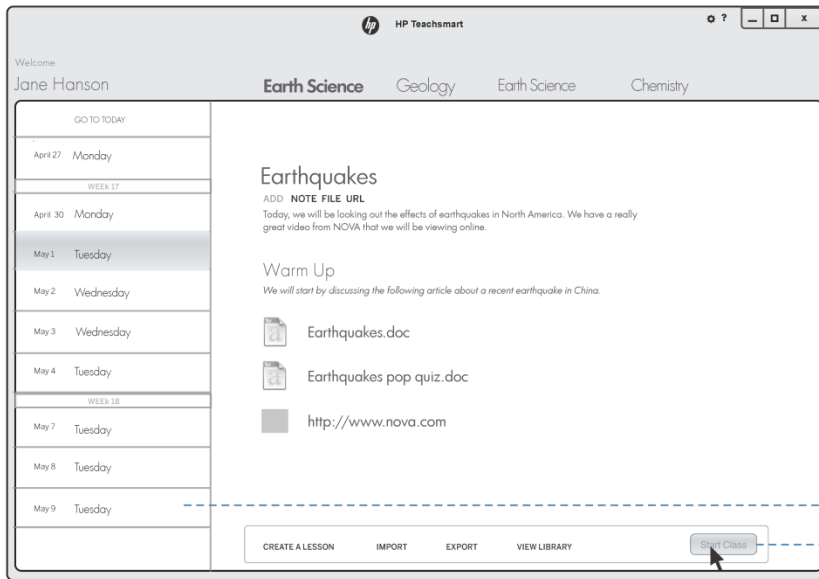 hp HP Teachsmart ? x
Welcome
Jane Hanson
Earth Science Geology Earth Science Chemistry
GO TO TODAY
April 27 Monday
WEEk 17
April 30 Monday
May 1 Tuesday
May 2 Wednesday
May 3 Wednesday
May 4 Tuesday
WEEk 18
May 7 Tuesday
May 8 Tuesday
May 9 Tuesday
Earthquakes
ADD NOTE FILE URL
Today, we will be looking out the effects of earthquakes in North America. We have a really
great video from NOVA that we will be viewing online.
Warm Up
We will start by discussing the following article about a recent earthquake in China.
Earthquakes.doc
Earthquakes pop quiz.doc
http://www.nova.com
CREATE A LESSON IMPORT EXPORT VIEW LIBRARY Start Class